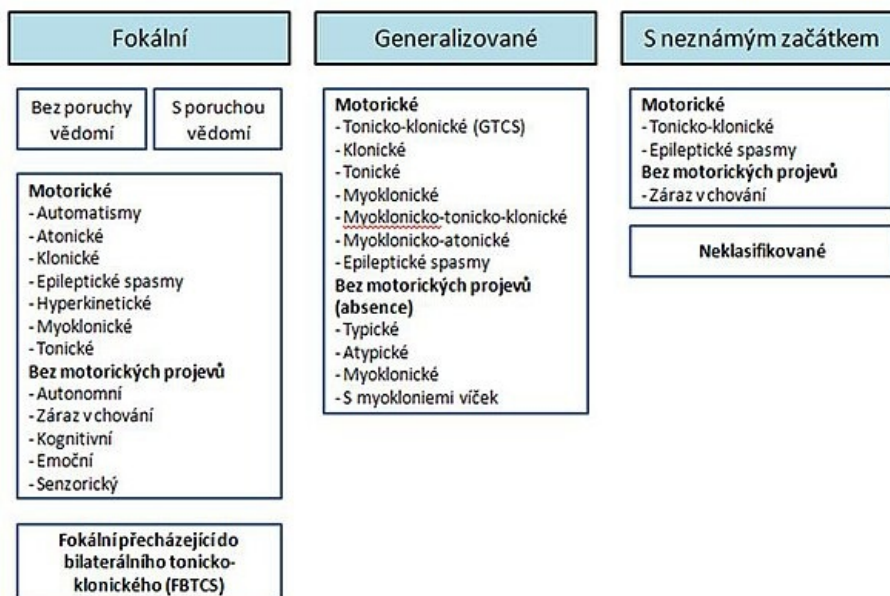 Fokální
Bez poruchy
vědomí
S poruchou
vědomí
Motorické
-Automatismy
-Atonické
-Klonické
-Epileptické spasmy
-Hyperkinetické
-Myoklonické
-Tonické
Bez motorických projevů
-Autonomní
-Záraz v chování
-Kognitivní
-Emoční
-Senzorický
Fokální přecházející do
bilaterálního tonicko-
klonického (FBTCS)
Generalizované
Motorické
-Tonicko-klonické (GTCS)
-Klonické
-Tonické
-Myoklonické
-Myoklonicko-tonicko-klonické
-Myoklonicko-atonické
-Epileptické spasmy
Bez motorických projevů
(absence)
-Typické
-Atypické
-Myoklonické
-S myokloniemi víček
S neznámým začátkem
Motorické
-Tonicko-klonické
-Epileptické spasmy
Bez motorických projevů
-Záraz v chování
Neklasifikované